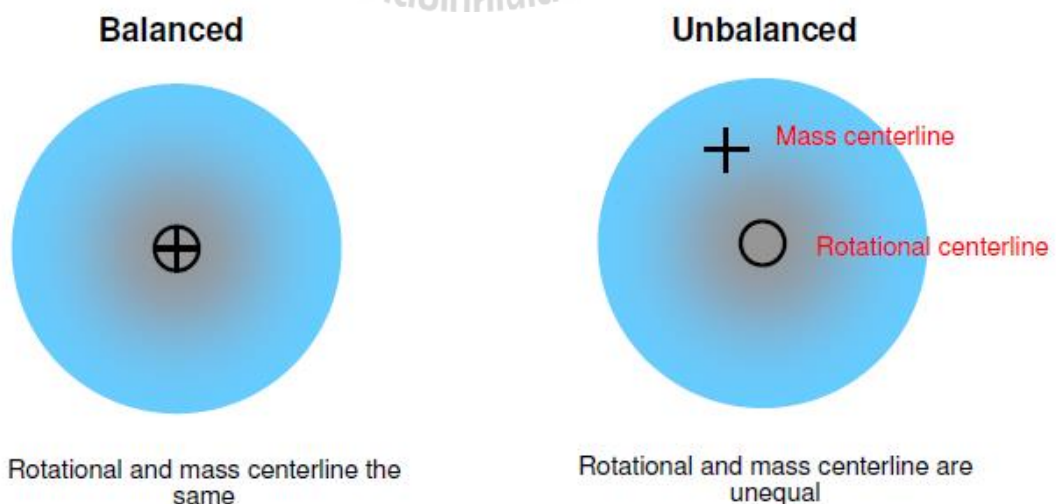 Balanced
Unbalanced
Mass centerline
Rotational centerline
Rotational and mass centerline the
same
Rotational and mass centerline are
unequal